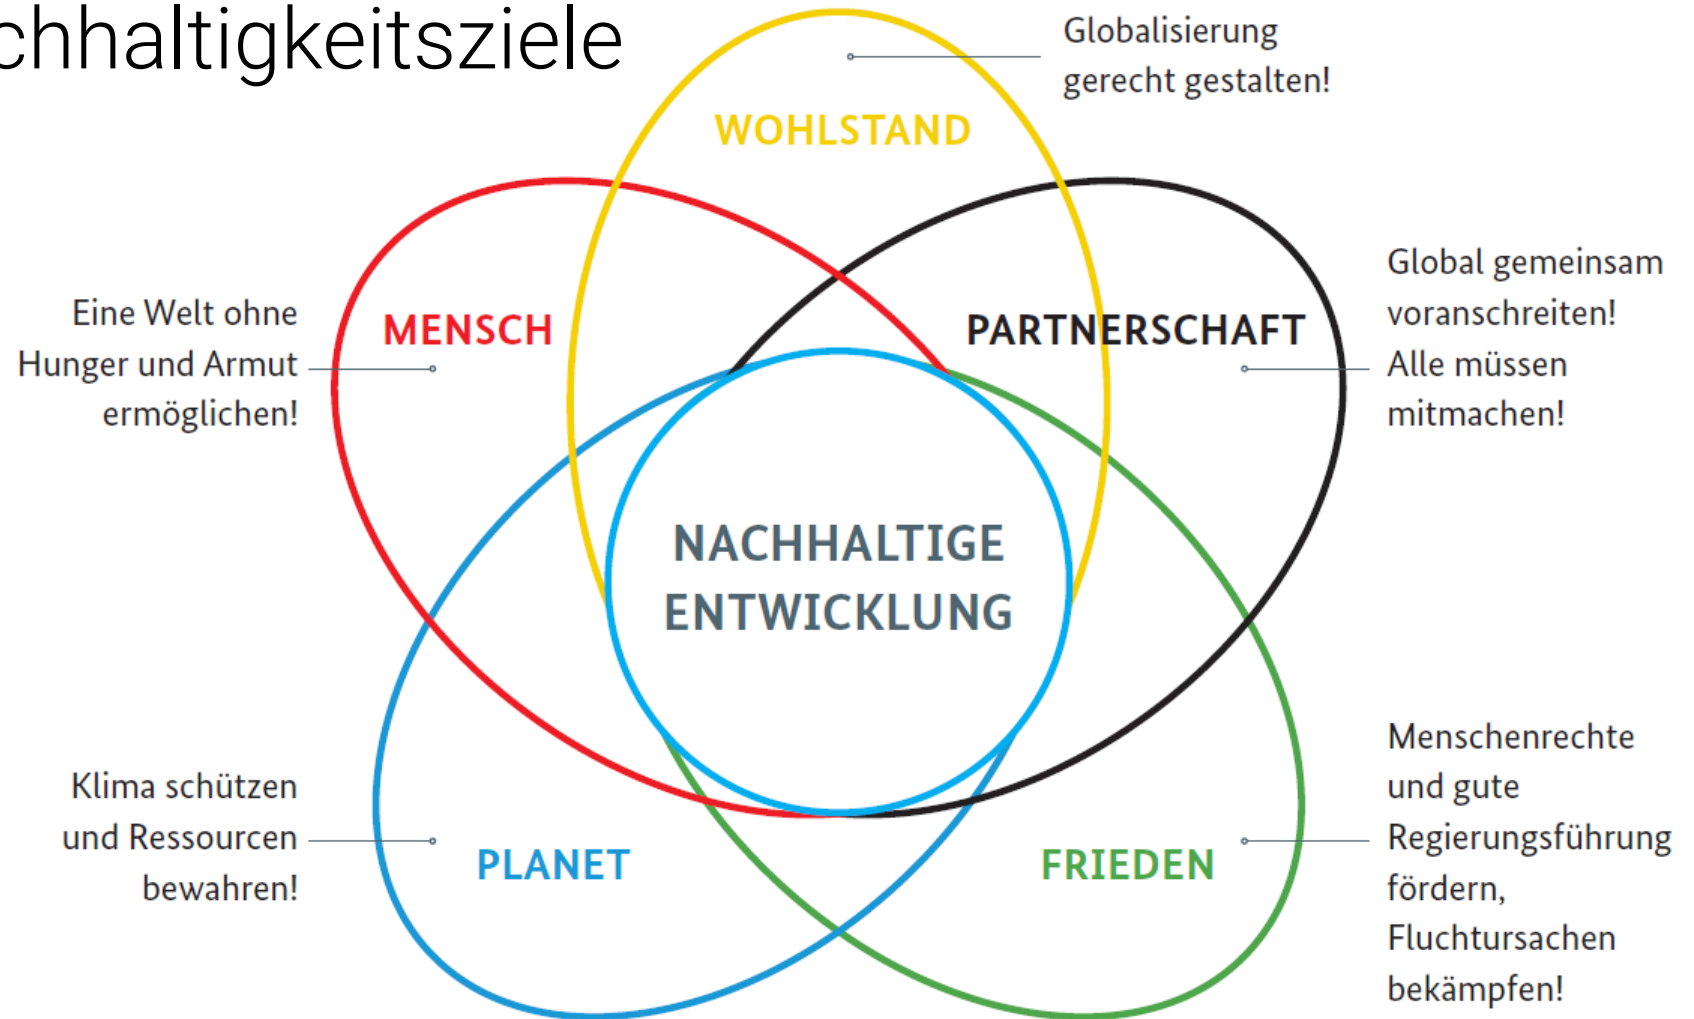 chhaltigkeitsziele
Globalisierung
gerecht gestalten!
WOHLSTAND
Eine Welt ohne
Hunger und Armut
ermöglichen!
MENSCH
PARTNERSCHAFT
Global gemeinsam
voranschreiten!
Alle müssen
mitmachen!
NACHHALTIGE
ENTWICKLUNG
Klima schützen
und Ressourcen
bewahren!
PLANET
FRIEDEN
Menschenrechte
und gute
Regierungsführung
fördern,
Fluchtursachen
bekämpfen!